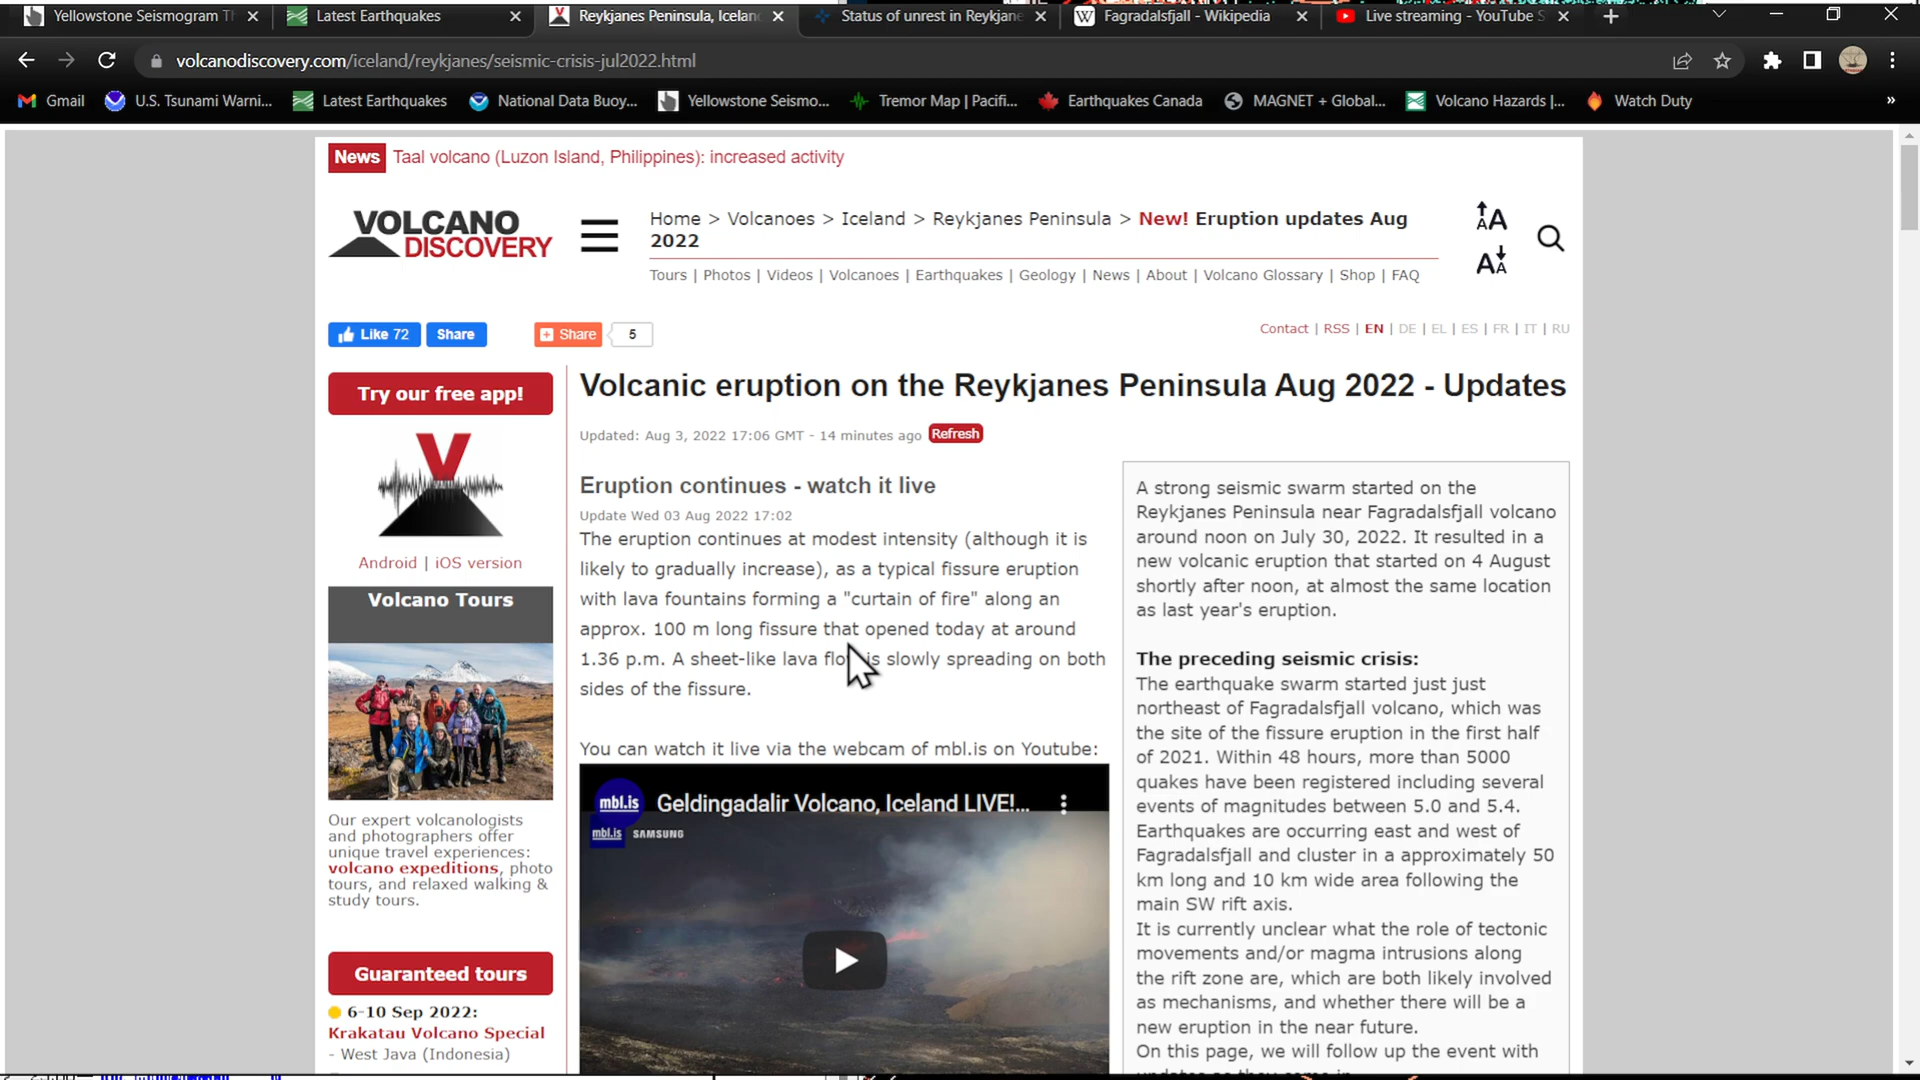 Yellowstone Seismogram Th
Latest Earthquakes
Reykjanes Peninsula, Iceland
Status of unrest in Reykjane
Fagradalsfjall - Wikipedia
Live streaming - YouTube S
volcanodiscovery.com/iceland/reykjanes/seismic-crisis-jul2022.html
Gmail
U.S. Tsunami Warni...
Latest Earthquakes
National Data Buoy...
Yellowstone Seismo...
Tremor Map | Pacifi...
Earthquakes Canada
MAGNET + Global...
Volcano Hazards |...
Watch Duty
»
News Taal volcano (Luzon Island, Philippines): increased activity
VOLCANO
DISCOVERY
Home > Volcanoes > Iceland > Reykjanes Peninsula > New! Eruption updates Aug
2022
Tours | Photos | Videos | Volcanoes | Earthquakes | Geology | News | About | Volcano Glossary | Shop | FAQ
AA
AA
Like 72 Share Share 5
Contact | RSS | EN | DE | EL | ES | FR | IT | RU
Try our free app!
V
Android | iOS version
Volcano Tours
Our expert volcanologists
and photographers offer
unique travel experiences:
volcano expeditions, photo
tours, and relaxed walking &
study tours.
Guaranteed tours
6-10 Sep 2022:
Krakatau Volcano Special
- West Java (Indonesia)
Volcanic eruption on the Reykjanes Peninsula Aug 2022 - Updates
Updated: Aug 3, 2022 17:06 GMT - 14 minutes ago Refresh
Eruption continues - watch it live
Update Wed 03 Aug 2022 17:02
The eruption continues at modest intensity (although it is
likely to gradually increase), as a typical fissure eruption
with lava fountains forming a "curtain of fire" along an
approx. 100 m long fissure that opened today at around
1.36 p.m. A sheet-like lava flow is slowly spreading on both
sides of the fissure.
You can watch it live via the webcam of mbl.is on Youtube:
mbl.is Geldingadalir Volcano, Iceland LIVE!...
mbl.is SAMSUNG
A strong seismic swarm started on the
Reykjanes Peninsula near Fagradalsfjall volcano
around noon on July 30, 2022. It resulted in a
new volcanic eruption that started on 4 August
shortly after noon, at almost the same location
as last year's eruption.
The preceding seismic crisis:
The earthquake swarm started just just
northeast of Fagradalsfjall volcano, which was
the site of the fissure eruption in the first half
of 2021. Within 48 hours, more than 5000
quakes have been registered including several
events of magnitudes between 5.0 and 5.4.
Earthquakes are occurring east and west of
Fagradalsfjall and cluster in a approximately 50
km long and 10 km wide area following the
main SW rift axis.
It is currently unclear what the role of tectonic
movements and/or magma intrusions along
the rift zone are, which are both likely involved
as mechanisms, and whether there will be a
new eruption in the near future.
On this page, we will follow up the event with